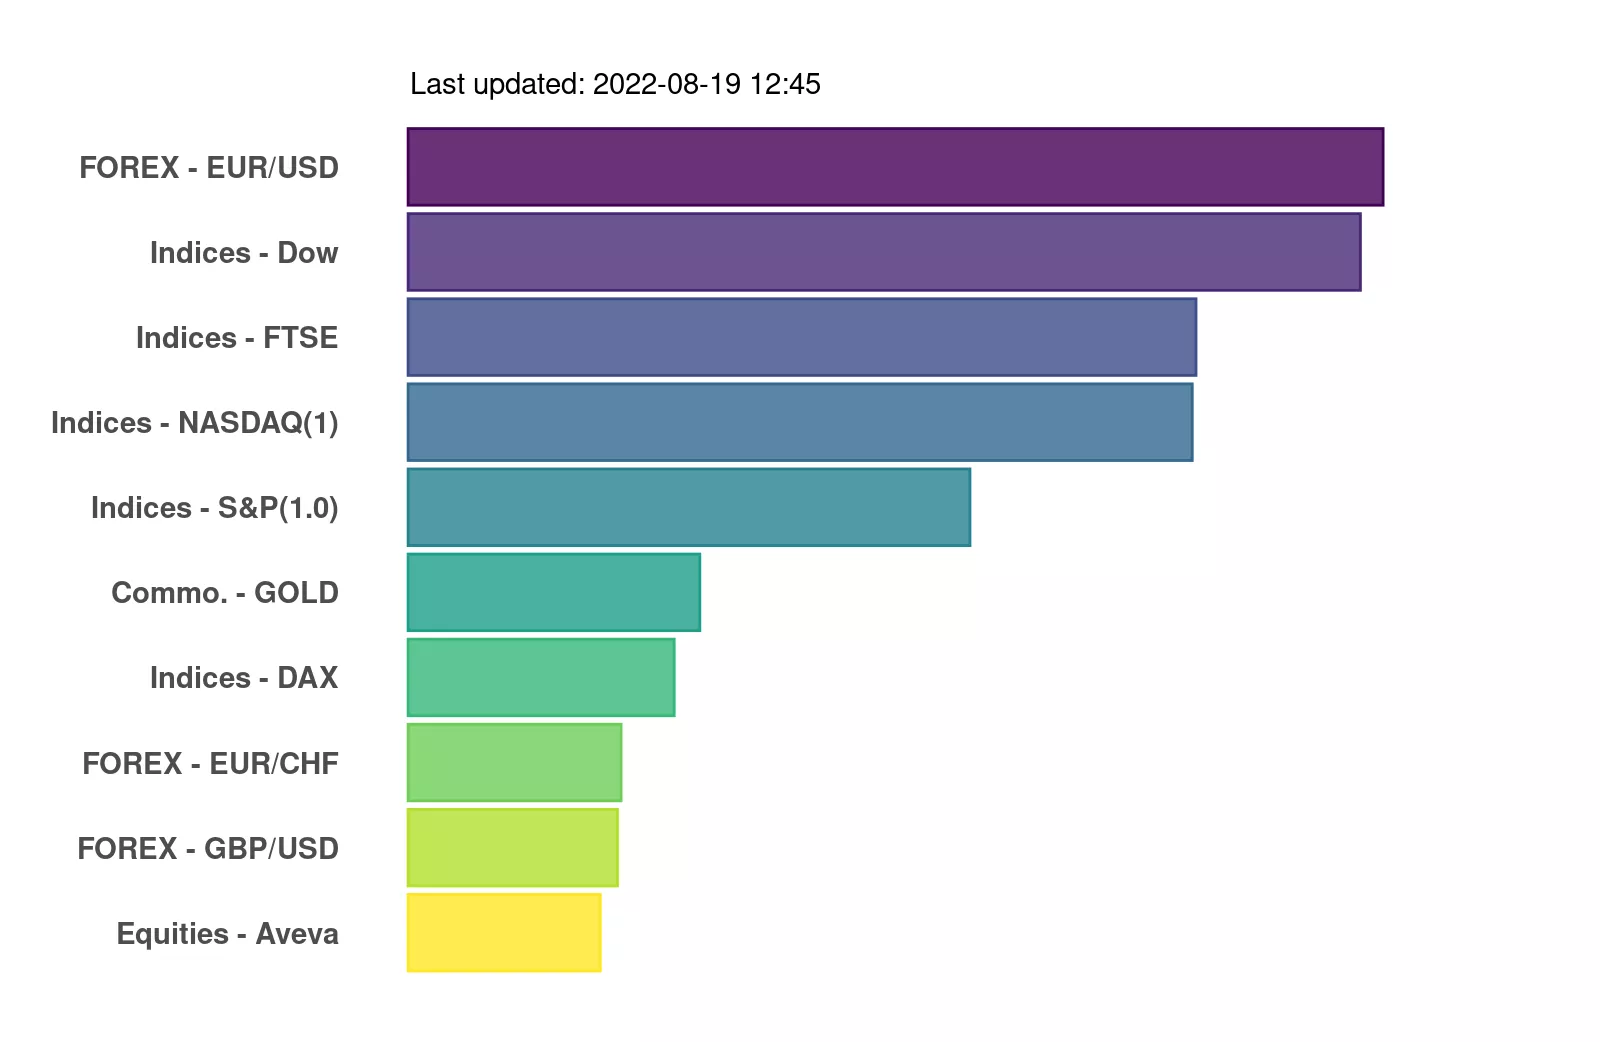 Last updated: 2022-08-19 12:45
FOREX - EUR/USD
Indices - Dow
Indices - FTSE
Indices - NASDAQ(1)
Indices - S&P(1.0)
Commo. - GOLD
Indices - DAX
FOREX - EUR/CHF
FOREX - GBP/USD
Equities - Aveva